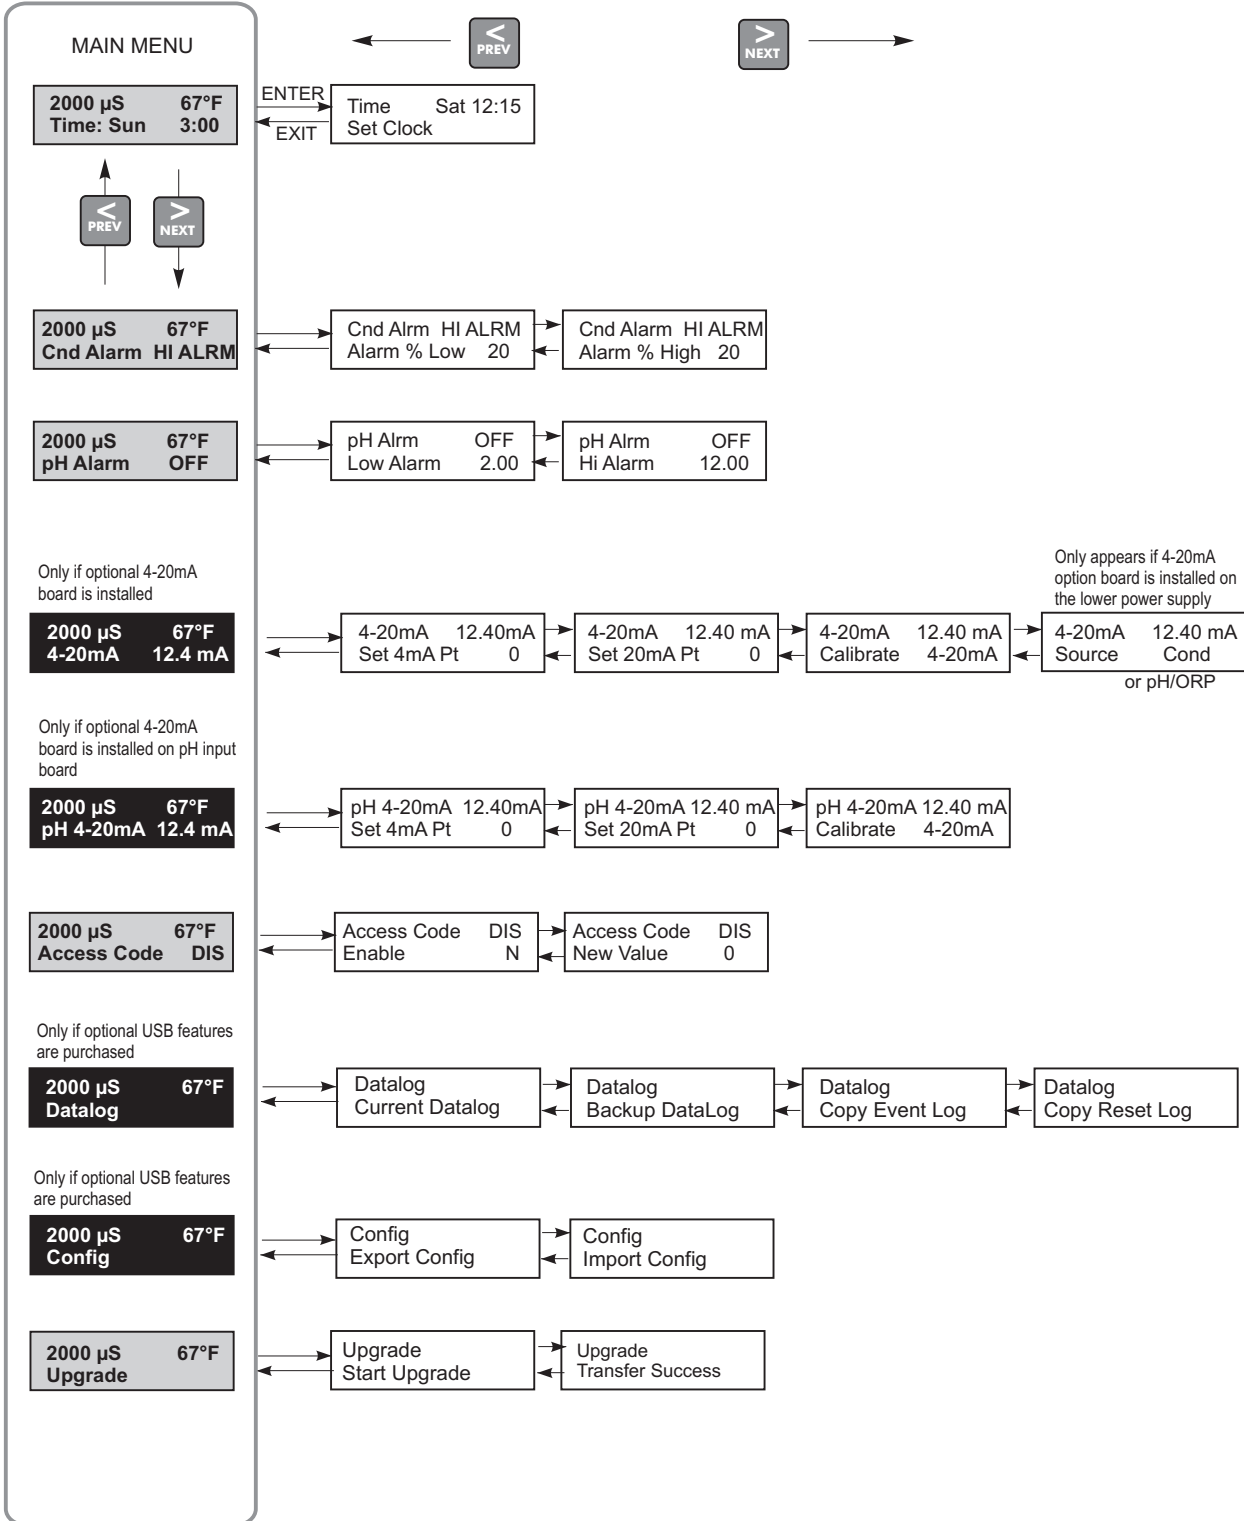 MAIN MENU
<
PREV
>
NEXT
2000 µS 67°F
Time: Sun 3:00
ENTER
EXIT
Time Sat 12:15
Set Clock
<
PREV
>
NEXT
2000 µS 67°F
Cnd Alarm HI ALRM
Cnd Alrm HI ALRM
Alarm % Low 20
Cnd Alarm HI ALRM
Alarm % High 20
2000 µS 67°F
pH Alarm OFF
pH Alrm OFF
Low Alarm 2.00
pH Alrm OFF
Hi Alarm 12.00
Only if optional 4-20mA
board is installed
2000 µS 67°F
4-20mA 12.4 mA
4-20mA 12.40mA
Set 4mA Pt 0
4-20mA 12.40 mA
Set 20mA Pt 0
4-20mA 12.40 mA
Calibrate 4-20mA
Only appears if 4-20mA
option board is installed on
the lower power supply
4-20mA 12.40 mA
Source Cond
or pH/ORP
Only if optional 4-20mA
board is installed on pH input
board
2000 µS 67°F
pH 4-20mA 12.4 mA
pH 4-20mA 12.40mA
Set 4mA Pt 0
pH 4-20mA 12.40 mA
Set 20mA Pt 0
pH 4-20mA 12.40 mA
Calibrate 4-20mA
2000 µS 67°F
Access Code DIS
Access Code DIS
Enable N
Access Code DIS
New Value 0
Only if optional USB features
are purchased
2000 µS 67°F
Datalog
Datalog
Current Datalog
Datalog
Backup DataLog
Datalog
Copy Event Log
Datalog
Copy Reset Log
Only if optional USB features
are purchased
2000 µS 67°F
Config
Config
Export Config
Config
Import Config
2000 µS 67°F
Upgrade
Upgrade
Start Upgrade
Upgrade
Transfer Success